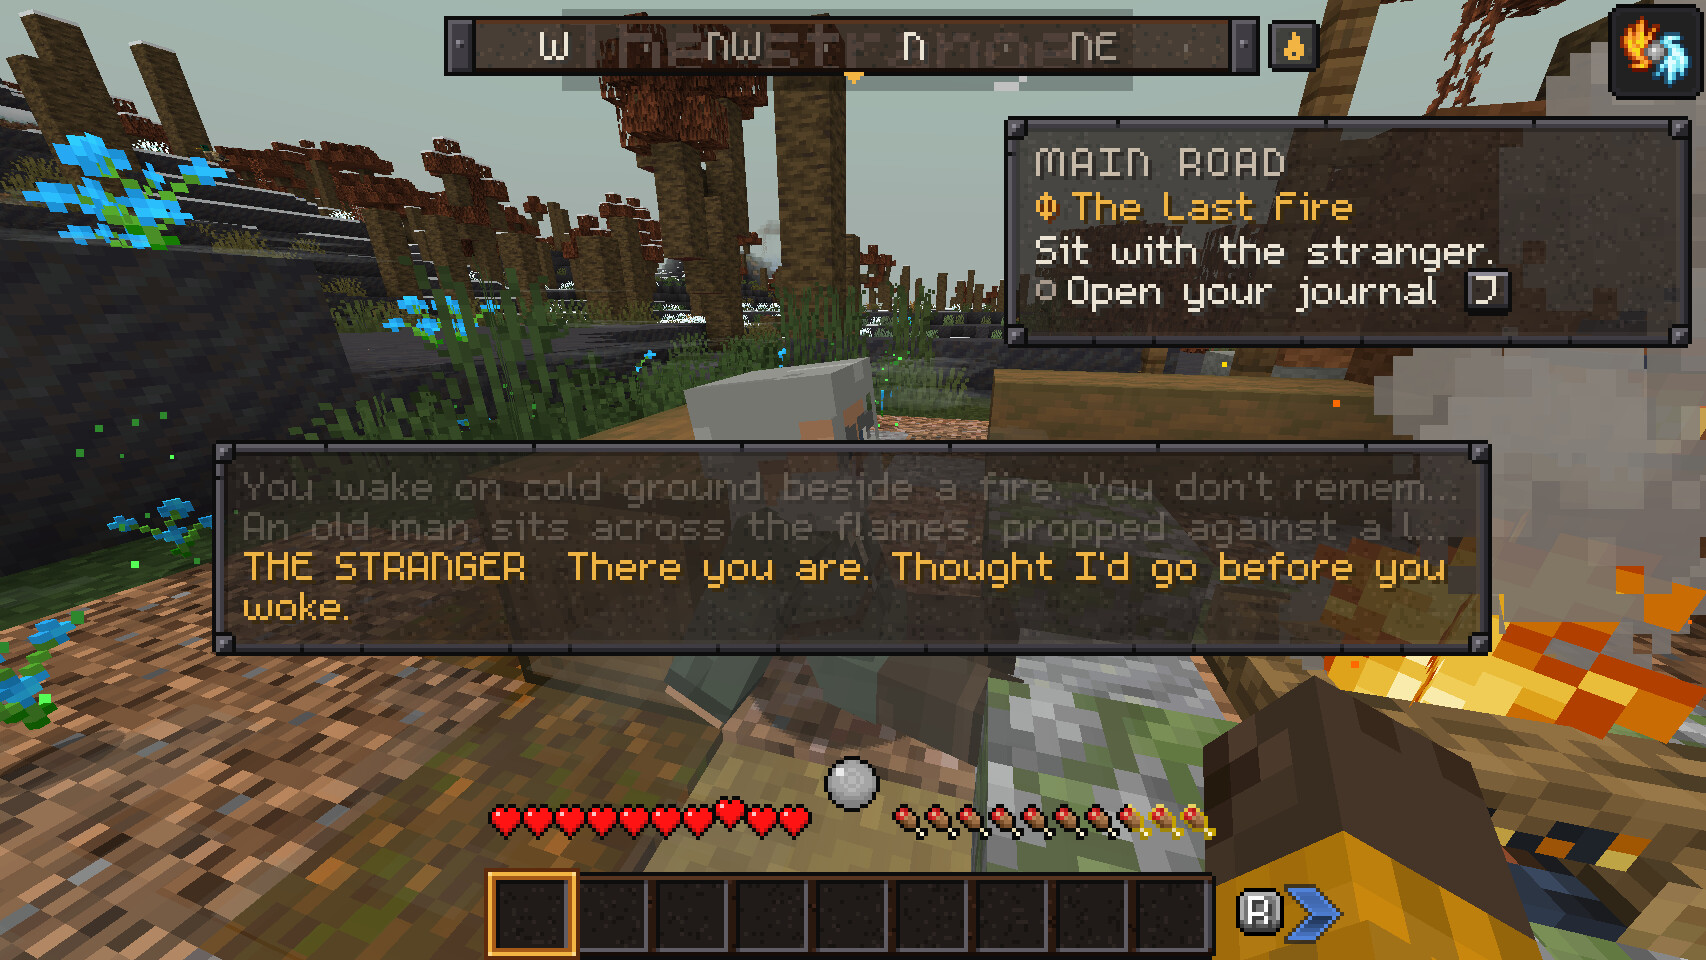 W NW N NE
The Stranger
MAIN ROAD
The Last Fire
Sit with the stranger.
Open your journal J
You wake on cold ground beside a fire. You don't remem...
An old man sits across the flames, propped against a l...
THE STRANGER There you are. Thought I'd go before you
woke.
R